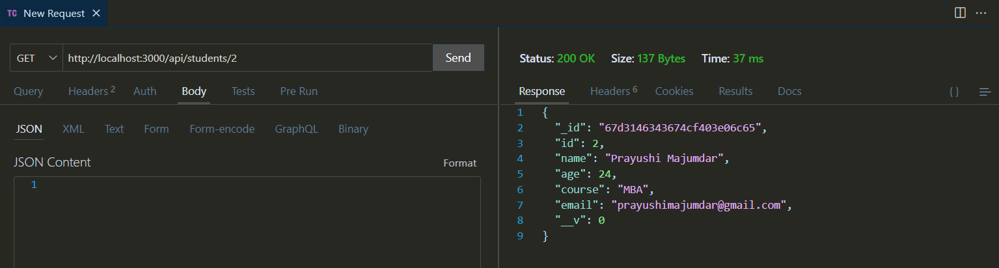 TC New Request
GET http://localhost:3000/api/students/2 Send
Query Headers 2 Auth Body Tests Pre Run
JSON XML Text Form Form-encode GraphQL Binary
JSON Content Format
1
Status: 200 OK Size: 137 Bytes Time: 37 ms
Response Headers 6 Cookies Results Docs {}
1 {
2 "_id": "67d3146343674cf403e06c65",
3 "id": 2,
4 "name": "Prayushi Majumdar",
5 "age": 24,
6 "course": "MBA",
7 "email": "prayushimajumdar@gmail.com",
8 "__v": 0
9 }